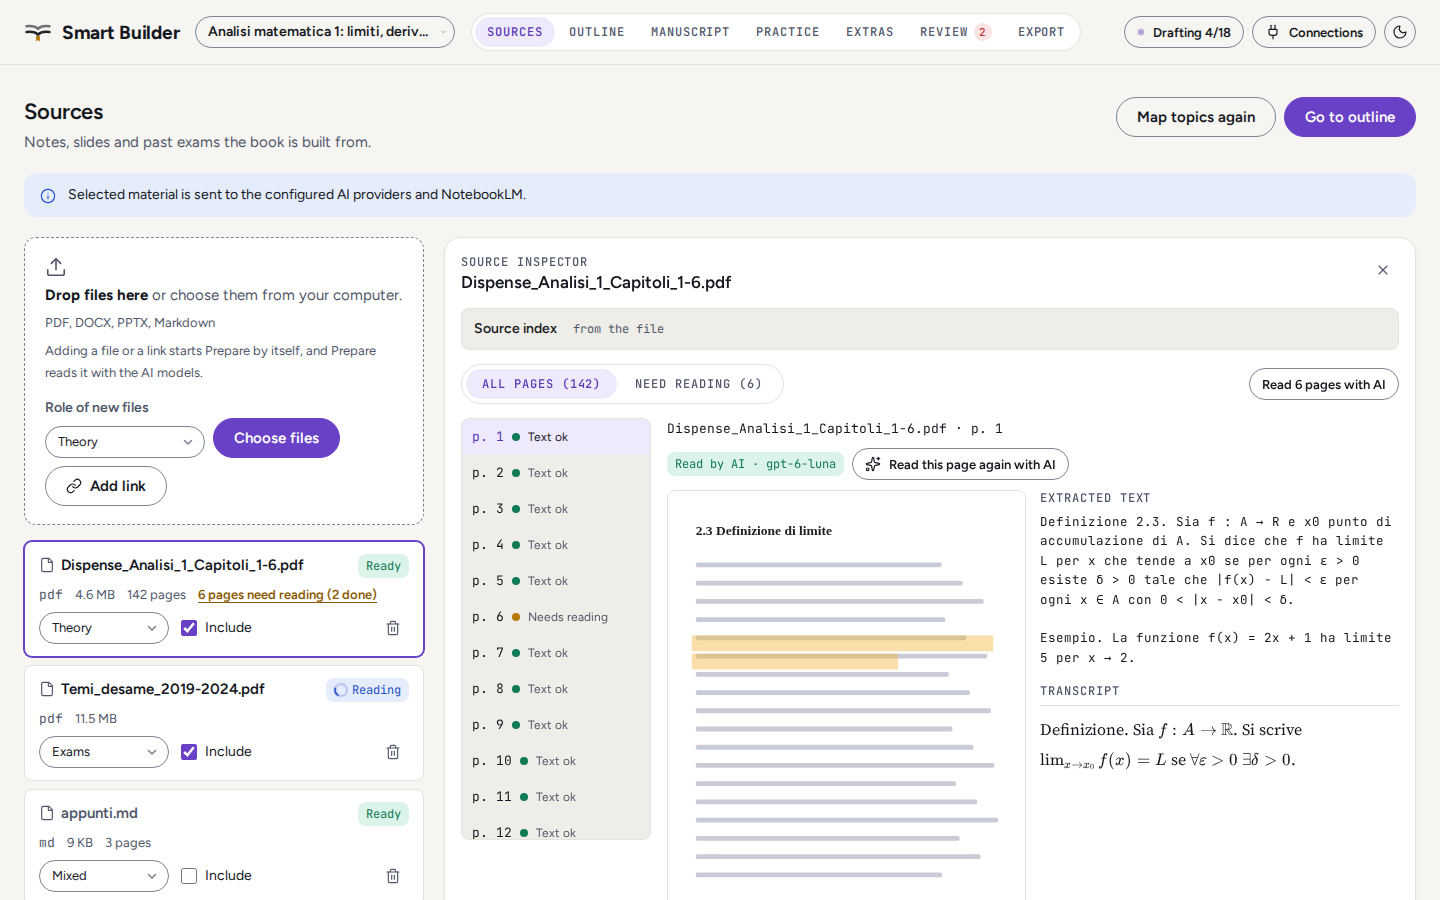 Smart Builder
Analisi matematica 1: limiti, deriv...
SOURCES
OUTLINE
MANUSCRIPT
PRACTICE
EXTRAS
REVIEW 2
EXPORT
Drafting 4/18
Connections
Sources
Notes, slides and past exams the book is built from.
Map topics again
Go to outline
Selected material is sent to the configured AI providers and NotebookLM.
Drop files here or choose them from your computer.
PDF, DOCX, PPTX, Markdown
Adding a file or a link starts Prepare by itself, and Prepare
reads it with the AI models.
Role of new files
Theory
Choose files
Add link
Dispense_Analisi_1_Capitoli_1-6.pdf
Ready
pdf 4.6 MB 142 pages 6 pages need reading (2 done)
Theory
Include
Temi_desame_2019-2024.pdf
Reading
pdf 11.5 MB
Exams
Include
appunti.md
Ready
md 9 KB 3 pages
Mixed
Include
SOURCE INSPECTOR
Dispense_Analisi_1_Capitoli_1-6.pdf
Source index from the file
ALL PAGES (142)
NEED READING (6)
Read 6 pages with AI
p. 1 Text ok
p. 2 Text ok
p. 3 Text ok
p. 4 Text ok
p. 5 Text ok
p. 6 Needs reading
p. 7 Text ok
p. 8 Text ok
p. 9 Text ok
p. 10 Text ok
p. 11 Text ok
p. 12 Text ok
Dispense_Analisi_1_Capitoli_1-6.pdf · p. 1
Read by AI · gpt-6-luna
Read this page again with AI
2.3 Definizione di limite
EXTRACTED TEXT
Definizione 2.3. Sia f : A → R e x0 punto di
accumulazione di A. Si dice che f ha limite
L per x che tende a x0 se per ogni ε > 0
esiste δ > 0 tale che |f(x) - L| < ε per
ogni x ∈ A con 0 < |x - x0| < δ.
Esempio. La funzione f(x) = 2x + 1 ha limite
5 per x → 2.
TRANSCRIPT
Definizione. Sia f : A → ℝ. Si scrive
lim x→x₀ f(x) = L se ∀ε > 0 ∃δ > 0.